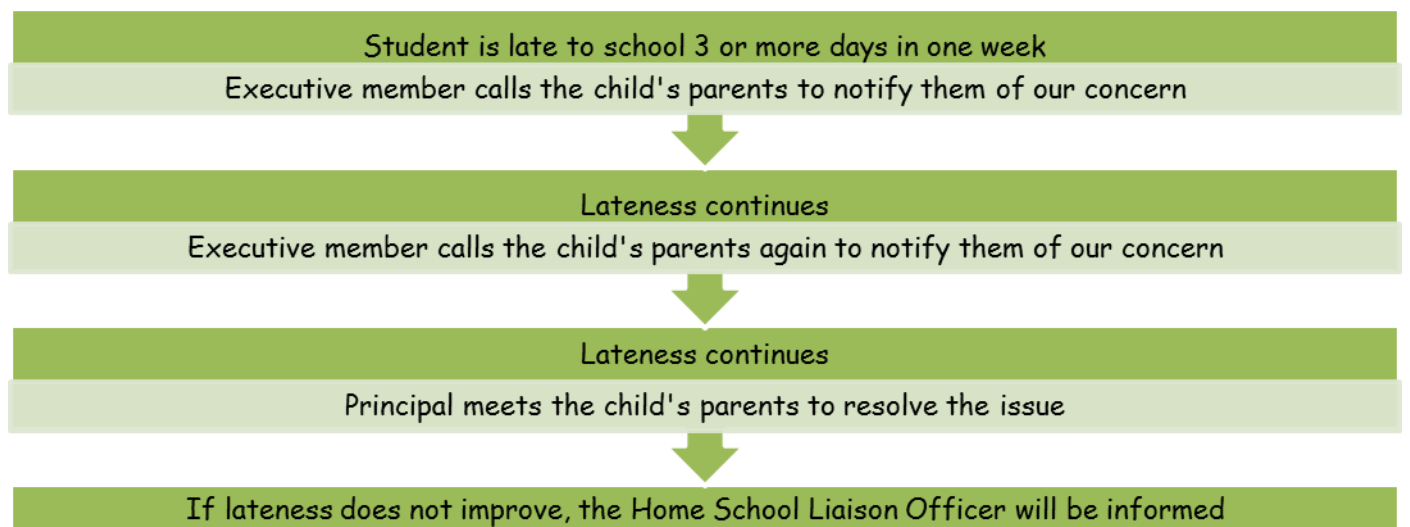 Student is late to school 3 or more days in one week
Executive member calls the child's parents to notify them of our concern
Lateness continues
Executive member calls the child's parents again to notify them of our concern
Lateness continues
Principal meets the child's parents to resolve the issue
If lateness does not improve, the Home School Liaison Officer will be informed